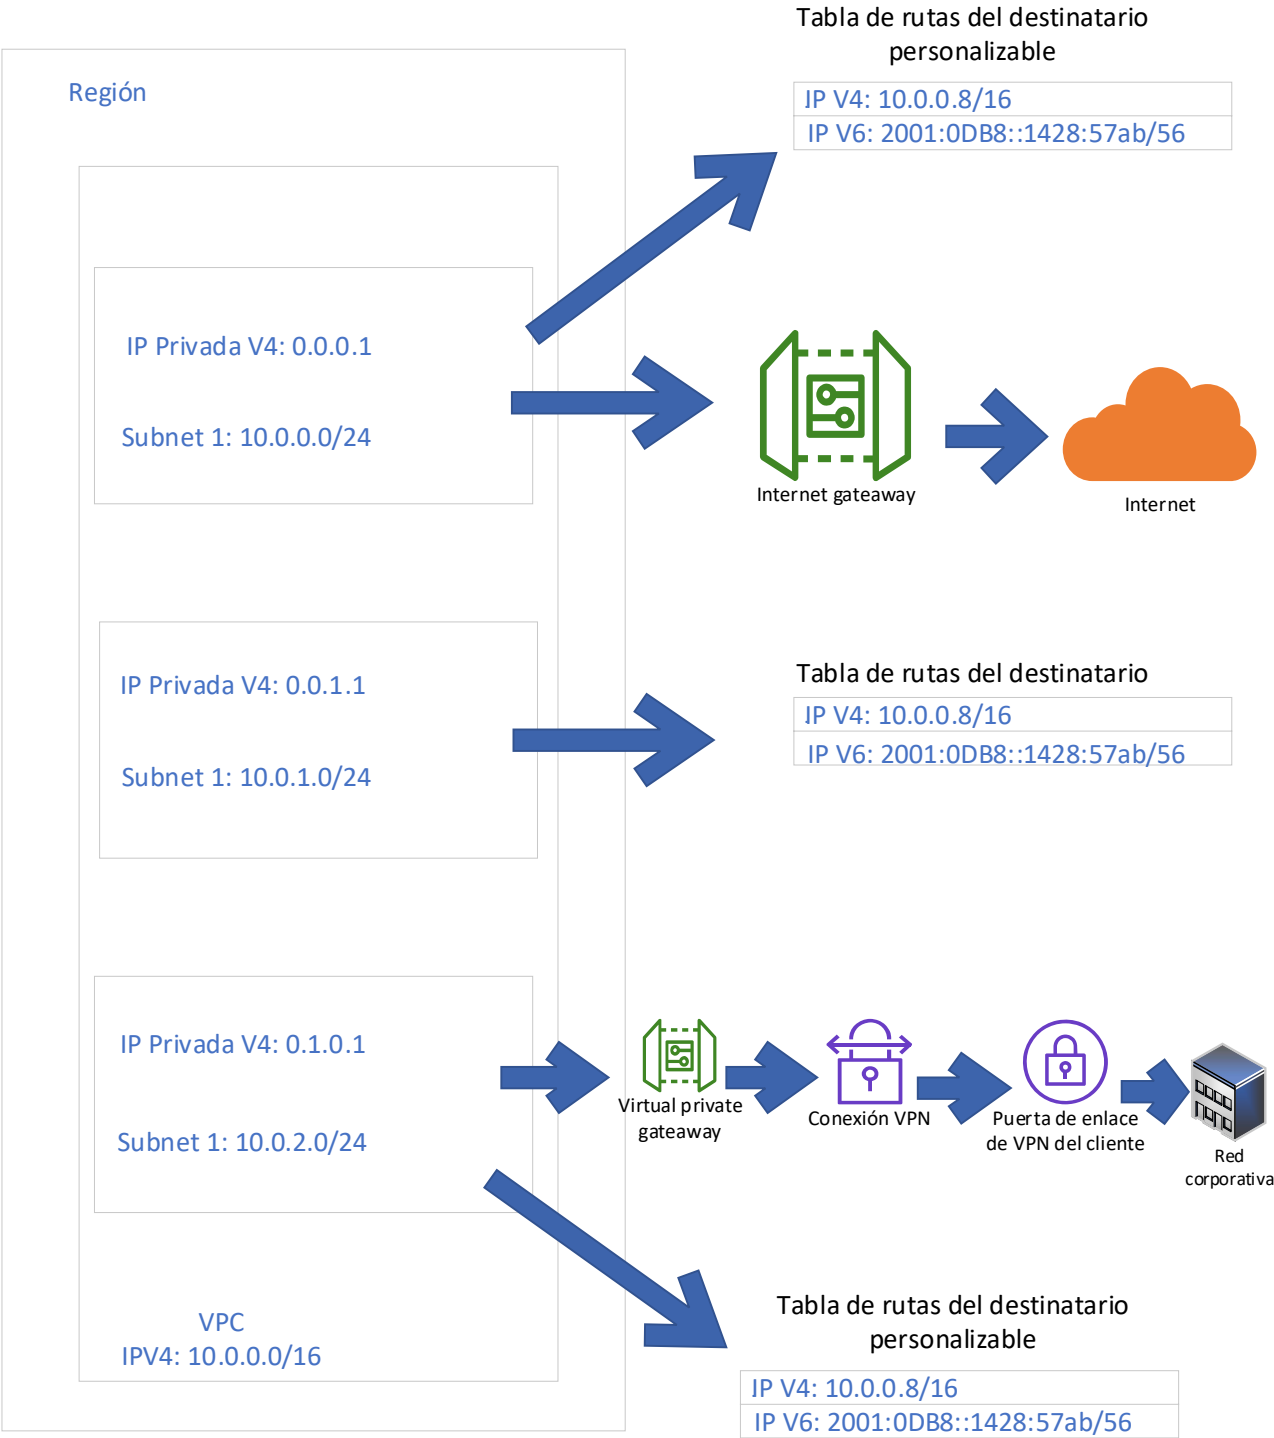 Tabla de rutas del destinatario
personalizable
Región
IP V4: 10.0.0.8/16
IP V6: 2001:0DB8::1428:57ab/56
IP Privada V4: 0.0.0.1
Subnet 1: 10.0.0.0/24
Internet gateaway
Internet
Tabla de rutas del destinatario
IP Privada V4: 0.0.1.1
IP V4: 10.0.0.8/16
IP V6: 2001:0DB8::1428:57ab/56
Subnet 1: 10.0.1.0/24
IP Privada V4: 0.1.0.1
Subnet 1: 10.0.2.0/24
Virtual private
gateaway
Conexión VPN
Puerta de enlace
de VPN del cliente
Red
corporativa
VPC
IPV4: 10.0.0.0/16
Tabla de rutas del destinatario
personalizable
IP V4: 10.0.0.8/16
IP V6: 2001:0DB8::1428:57ab/56